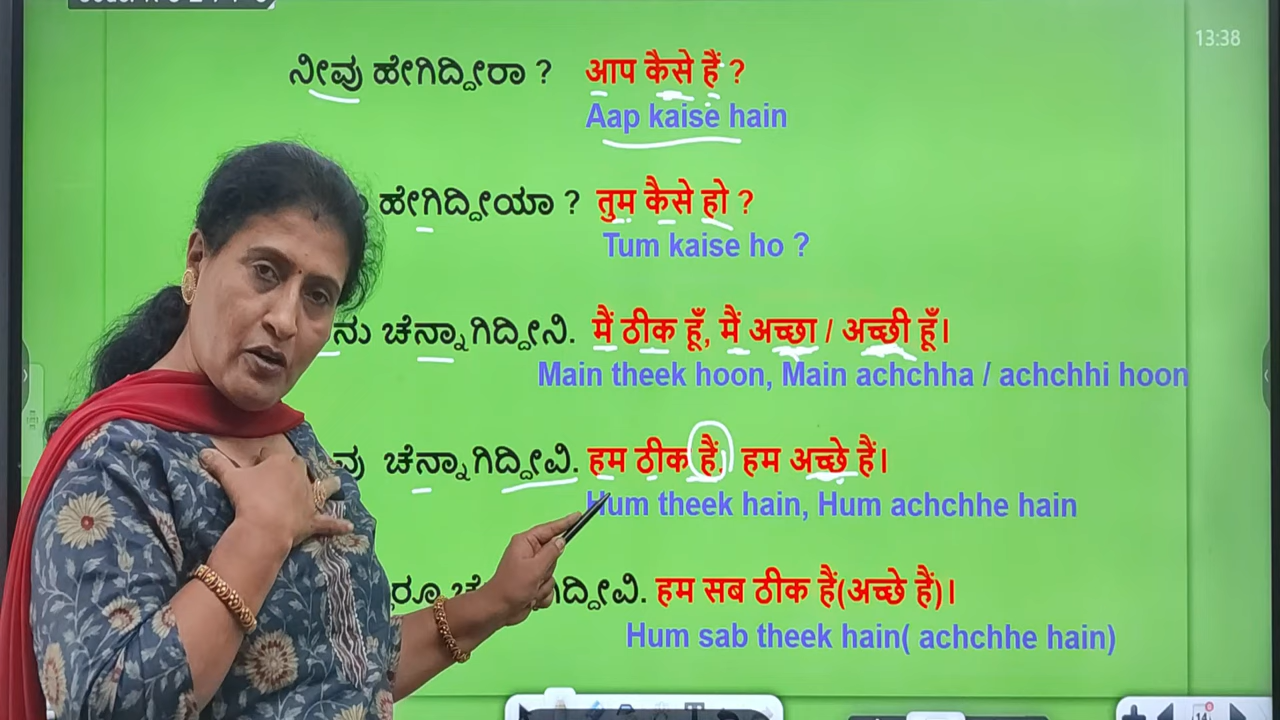 13:38
ನೀವು ಹೇಗಿದ್ದೀರಾ ? आप कैसे हैं ?
Aap kaise hain
ಹೇಗಿದ್ದೀಯಾ ? तुम कैसे हो ?
Tum kaise ho ?
ಚೆನ್ನಾಗಿದ್ದೀನಿ. मैं ठीक हूँ, मैं अच्छा / अच्छी हूँ।
Main theek hoon, Main achchha / achchhi hoon
ಚೆನ್ನಾಗಿದ್ದೀವಿ. हम ठीक हैं. हम अच्छे हैं।
Hum theek hain, Hum achchhe hain
हम सब ठीक हैं(अच्छे हैं)।
Hum sab theek hain( achchhe hain)